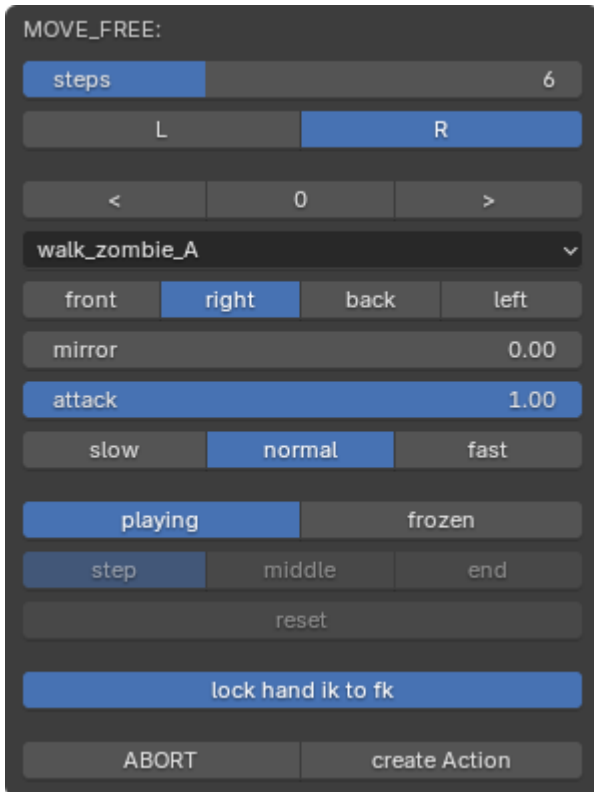 MOVE_FREE:
steps 6
L R
< 0 >
walk_zombie_A
front right back left
mirror 0.00
attack 1.00
slow normal fast
playing frozen
step middle end
reset
lock hand ik to fk
ABORT create Action